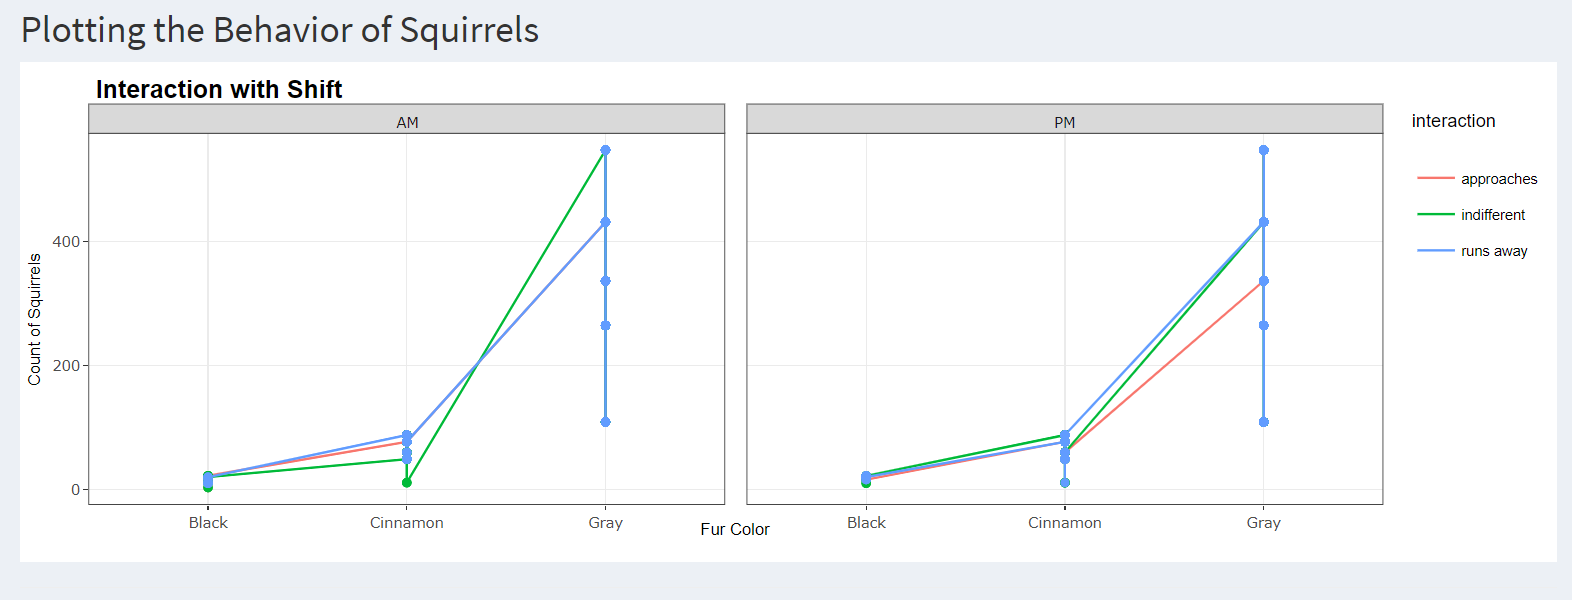 Plotting the Behavior of Squirrels
Interaction with Shift
AM
PM
interaction
approaches
indifferent
runs away
Count of Squirrels
400
200
0
Black
Cinnamon
Gray
Black
Cinnamon
Gray
Fur Color